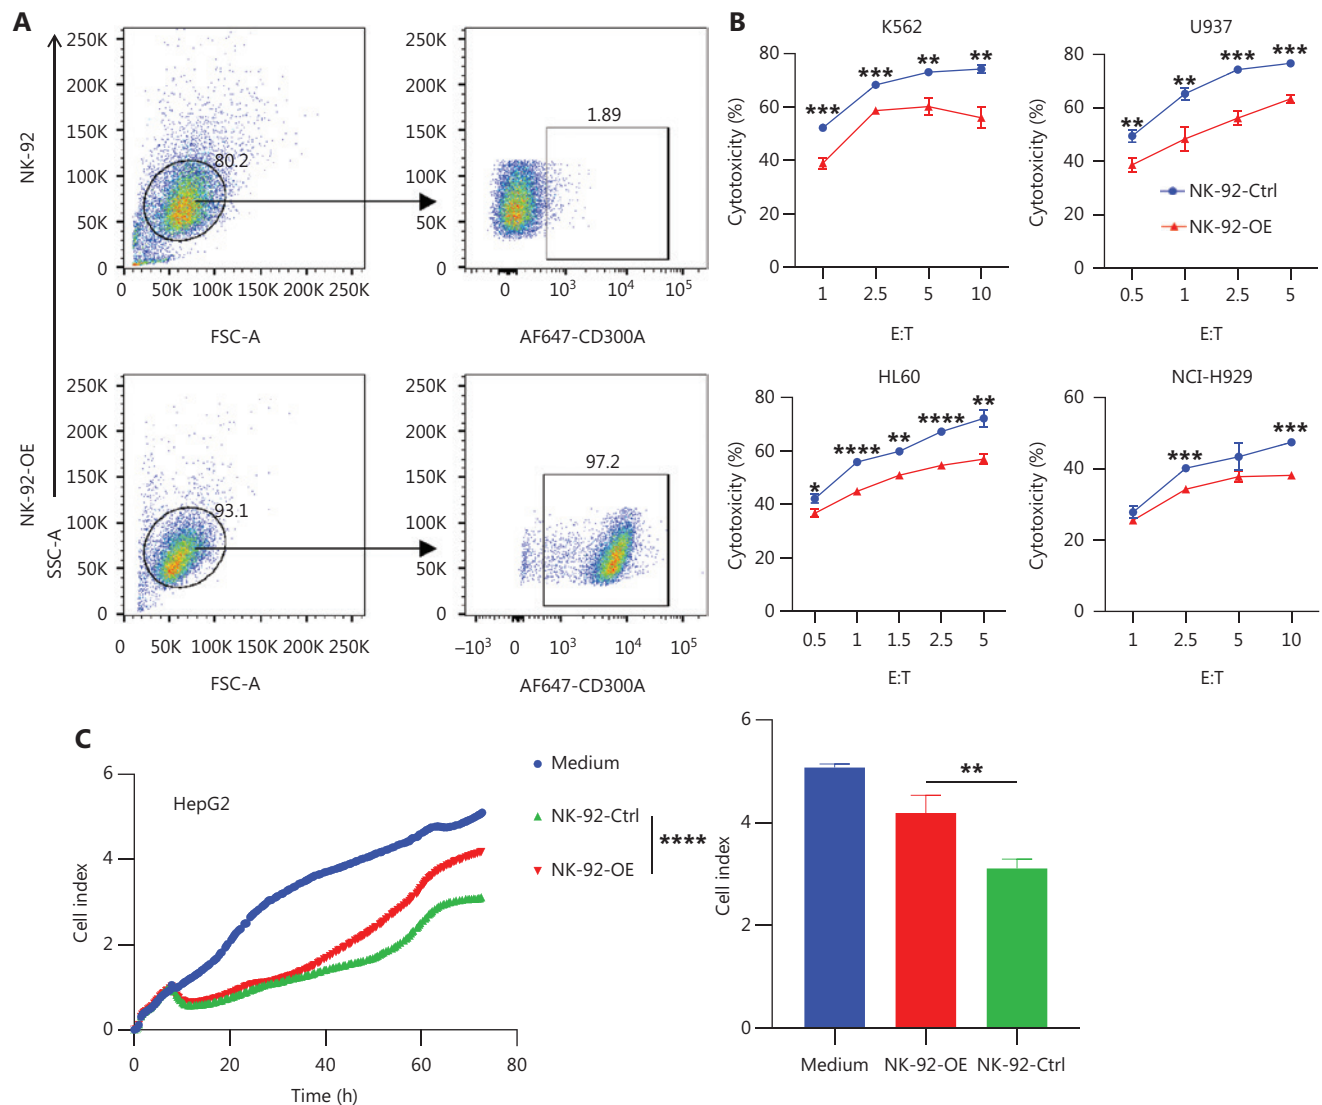 A
NK-92
250K
200K
150K
100K
50K
0
80.2
0 50K 100K 150K 200K 250K
FSC-A
250K
200K
150K
100K
50K
0
1.89
0 10³ 10⁴ 10⁵
AF647-CD300A
NK-92-OE
SSC-A
250K
200K
150K
100K
50K
0
93.1
0 50K 100K 150K 200K 250K
FSC-A
250K
200K
150K
100K
50K
0
97.2
−10³ 0 10³ 10⁴ 10⁵
AF647-CD300A
B
K562
Cytotoxicity (%)
80
60
40
20
0
*** *** ** **
1 2.5 5 10
E:T
U937
Cytotoxicity (%)
80
60
40
20
0
** ** *** ***
NK-92-Ctrl
NK-92-OE
0.5 1 2.5 5
E:T
HL60
Cytotoxicity (%)
80
60
40
20
0
* **** ** **** **
0.5 1 1.5 2.5 5
E:T
NCI-H929
Cytotoxicity (%)
60
40
20
0
*** ***
1 2.5 5 10
E:T
C
HepG2
Cell index
6
4
2
0
0 20 40 60 80
Time (h)
Medium
NK-92-Ctrl
NK-92-OE
****
Cell index
6
4
2
0
**
Medium NK-92-OE NK-92-Ctrl